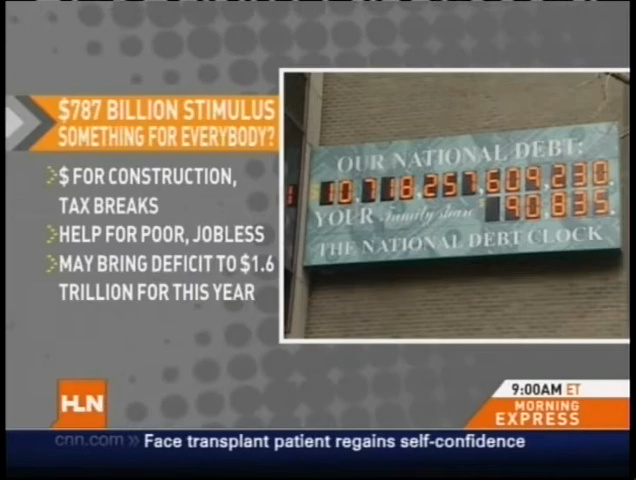 $787 BILLION STIMULUS
SOMETHING FOR EVERYBODY?
$ FOR CONSTRUCTION,
TAX BREAKS
HELP FOR POOR, JOBLESS
MAY BRING DEFICIT TO $1.6
TRILLION FOR THIS YEAR
OUR NATIONAL DEBT:
$10,718,257,609,230.
YOUR family share $90,835.
THE NATIONAL DEBT CLOCK
HLN
9:00AM ET
MORNING
EXPRESS
cnn.com » Face transplant patient regains self-confidence